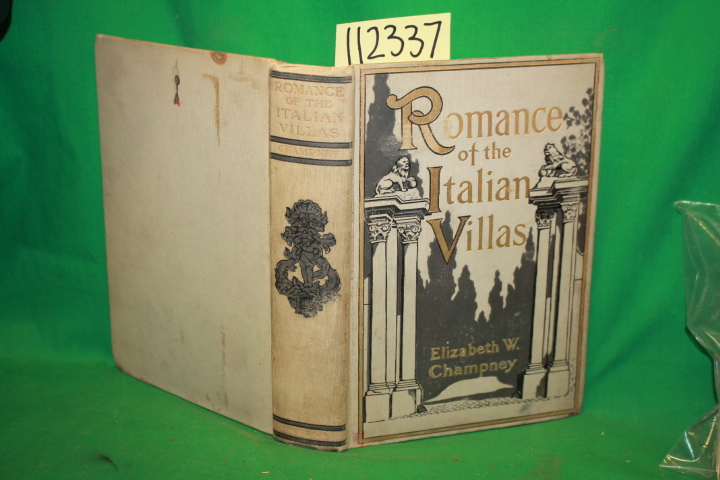 112337
ROMANCE
OF THE
ITALIAN
VILLAS
CHAMPNEY
Romance
of the
Italian
Villas
Elizabeth W.
Champney